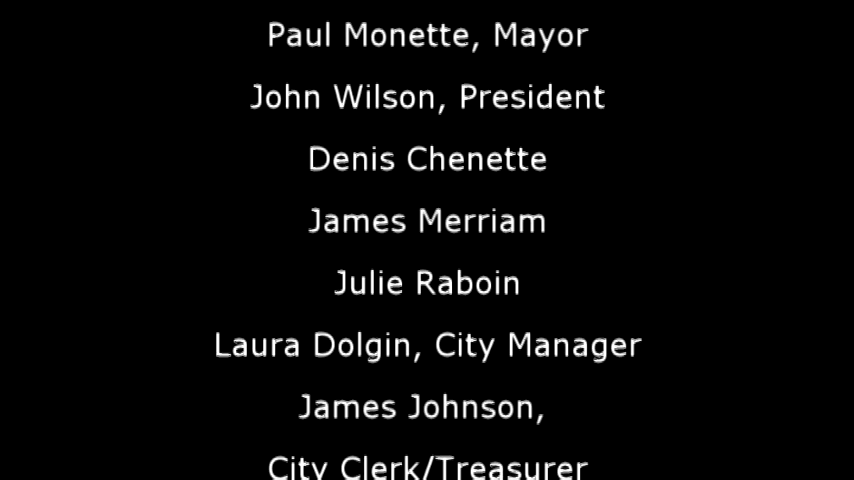 Paul Monette, Mayor
John Wilson, President
Denis Chenette
James Merriam
Julie Raboin
Laura Dolgin, City Manager
James Johnson,
City Clerk/Treasurer